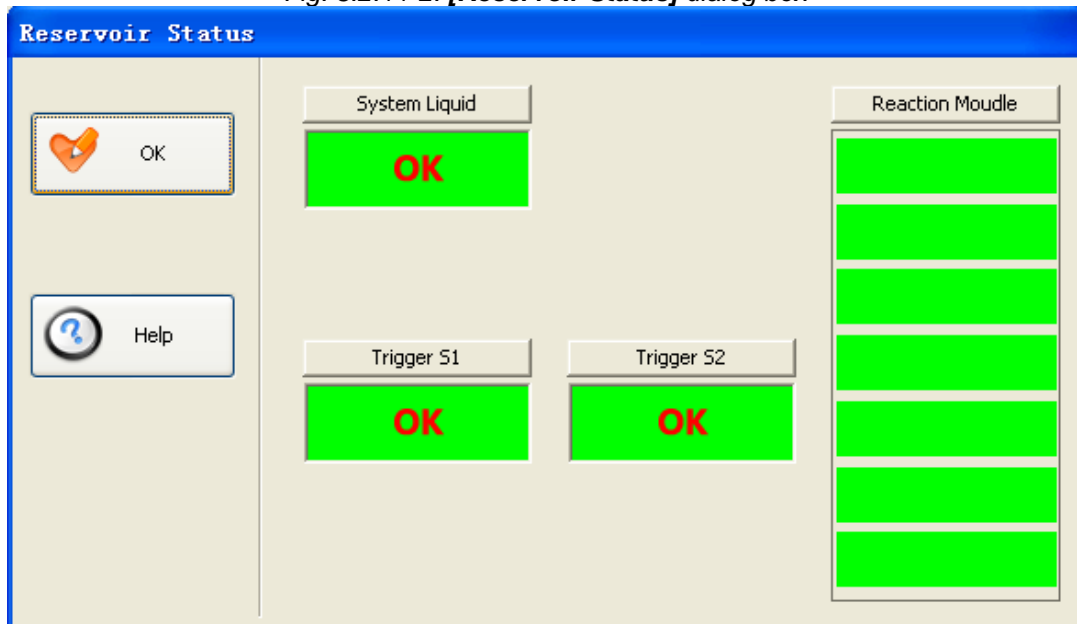 Reservoir Status
OK
Help
System Liquid
OK
Trigger S1
OK
Trigger S2
OK
Reaction Moudle